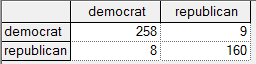 democrat republican
democrat 258 9
republican 8 160